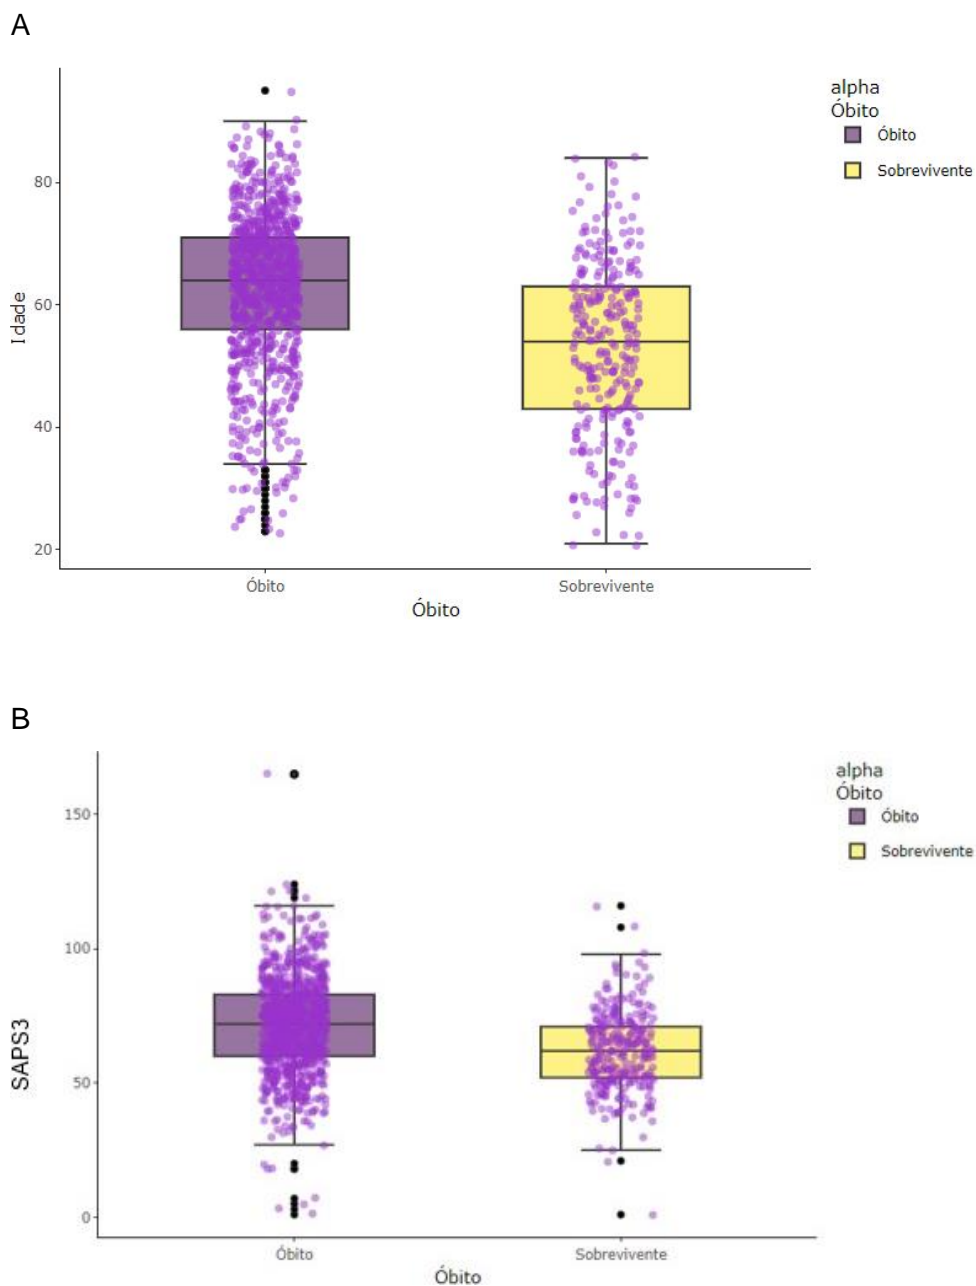 A
alpha
Óbito
Óbito
Sobrevivente
80
60
40
20
Idade
Óbito
Sobrevivente
Óbito
B
alpha
Óbito
Óbito
Sobrevivente
150
100
50
0
SAPS3
Óbito
Sobrevivente
Óbito